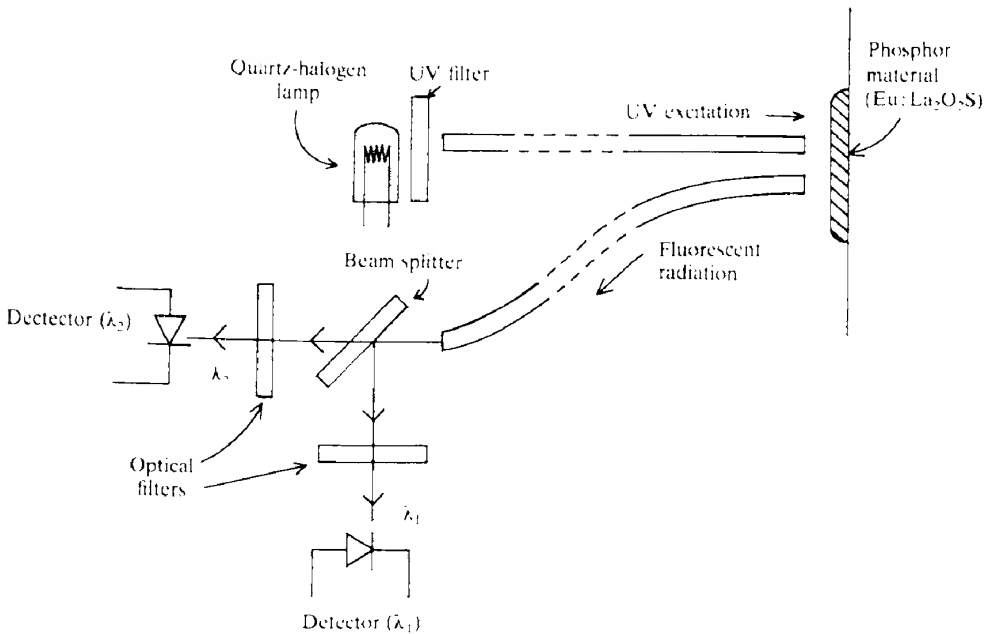 Quartz-halogen
lamp
UV filter
Phosphor
material
(Eu:La₂O₂S)
UV excitation
Beam splitter
Fluorescent
radiation
Dectector (λ₂)
λ₂
Optical
filters
λ₁
Detector (λ₁)